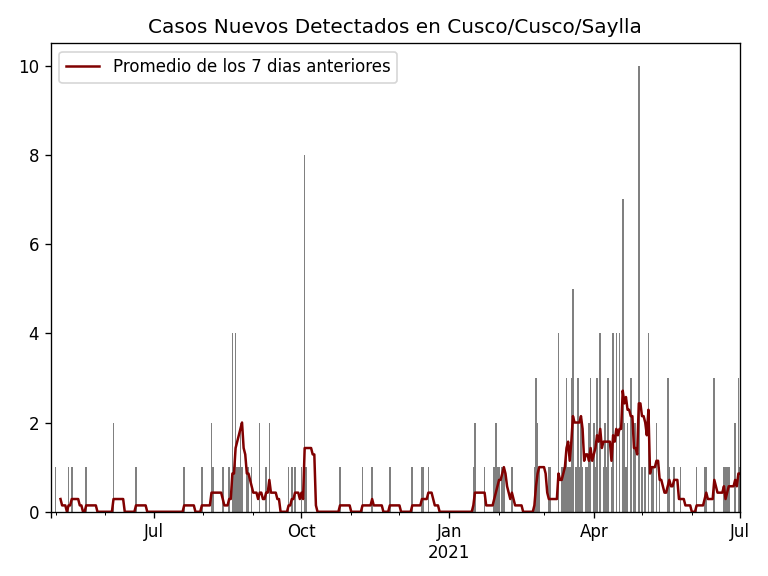 Casos Nuevos Detectados en Cusco/Cusco/Saylla
Promedio de los 7 dias anteriores
10
8
6
4
2
0
Jul
Oct
Jan
2021
Apr
Jul